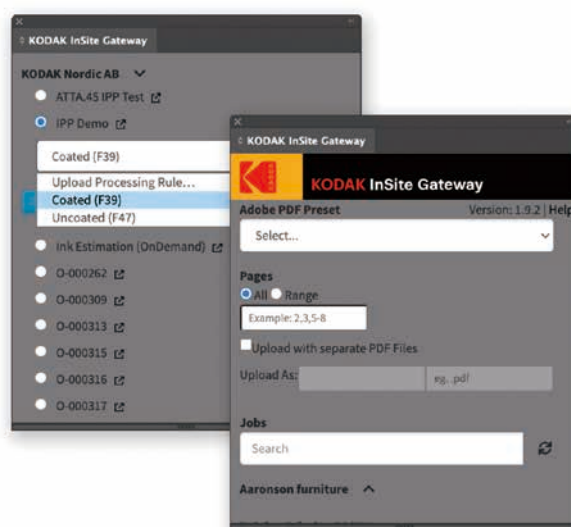 KODAK InSite Gateway
KODAK Nordic AB
ATTA.45 IPP Test
IPP Demo
Coated (F39)
Upload Processing Rule...
Coated (F39)
Uncoated (F47)
Ink Estimation (OnDemand)
O-000262
O-000309
O-000313
O-000315
O-000316
O-000317
KODAK InSite Gateway
KODAK InSite Gateway
Adobe PDF Preset
Version: 1.9.2 | Help
Select...
Pages
All Range
Example: 2,3,5-8
Upload with separate PDF Files
Upload As: eg. .pdf
Jobs
Search
Aaronson furniture